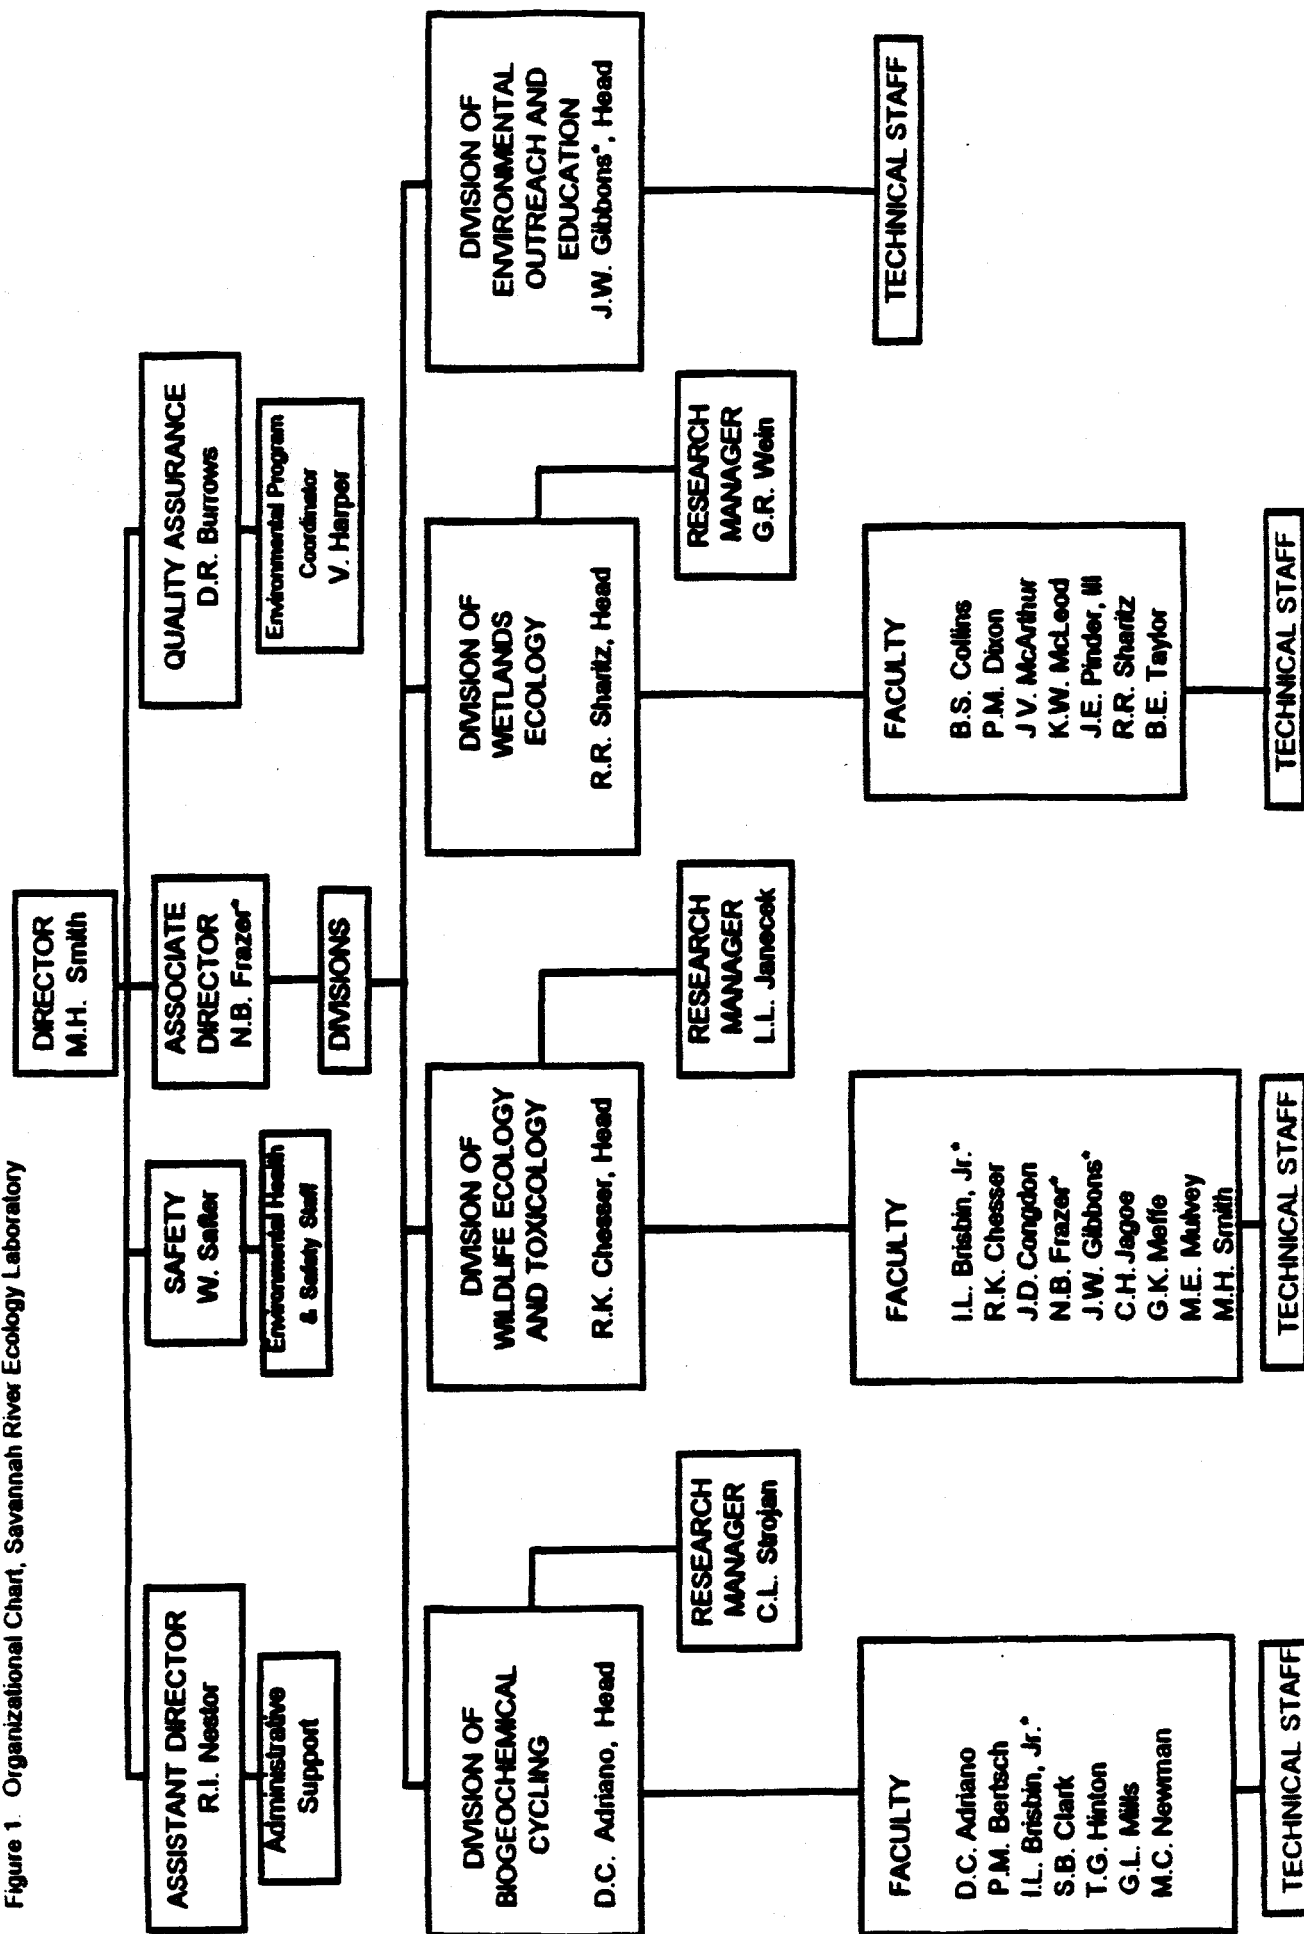 Figure 1. Organizational Chart, Savannah River Ecology Laboratory
DIRECTOR
M.H. Smith
ASSISTANT DIRECTOR
R.I. Nestor
Administrative
Support
SAFETY
W. Safter
Environmental Health
& Safety Staff
ASSOCIATE
DIRECTOR
N.B. Frazer*
DIVISIONS
QUALITY ASSURANCE
D.R. Burrows
Environmental Program
Coordinator
V. Harper
DIVISION OF
BIOGEOCHEMICAL
CYCLING
D.C. Adriano, Head
RESEARCH
MANAGER
C.L. Strojan
FACULTY
D.C. Adriano
P.M. Bertsch
I.L. Brisbin, Jr.*
S.B. Clark
T.G. Hinton
G.L. Mills
M.C. Newman
TECHNICAL STAFF
DIVISION OF
WILDLIFE ECOLOGY
AND TOXICOLOGY
R.K. Chesser, Head
RESEARCH
MANAGER
L.L. Janecek
FACULTY
I.L. Brisbin, Jr.*
R.K. Chesser
J.D. Congdon
N.B. Frazer*
J.W. Gibbons*
C.H. Jagoe
G.K. Meffe
M.E. Mulvey
M.H. Smith
TECHNICAL STAFF
DIVISION OF
WETLANDS
ECOLOGY
R.R. Sharitz, Head
RESEARCH
MANAGER
G.R. Wein
FACULTY
B.S. Collins
P.M. Dixon
J V. McArthur
K.W. McLeod
J.E. Pinder, III
R.R. Sharitz
B.E. Taylor
TECHNICAL STAFF
DIVISION OF
ENVIRONMENTAL
OUTREACH AND
EDUCATION
J.W. Gibbons*, Head
TECHNICAL STAFF